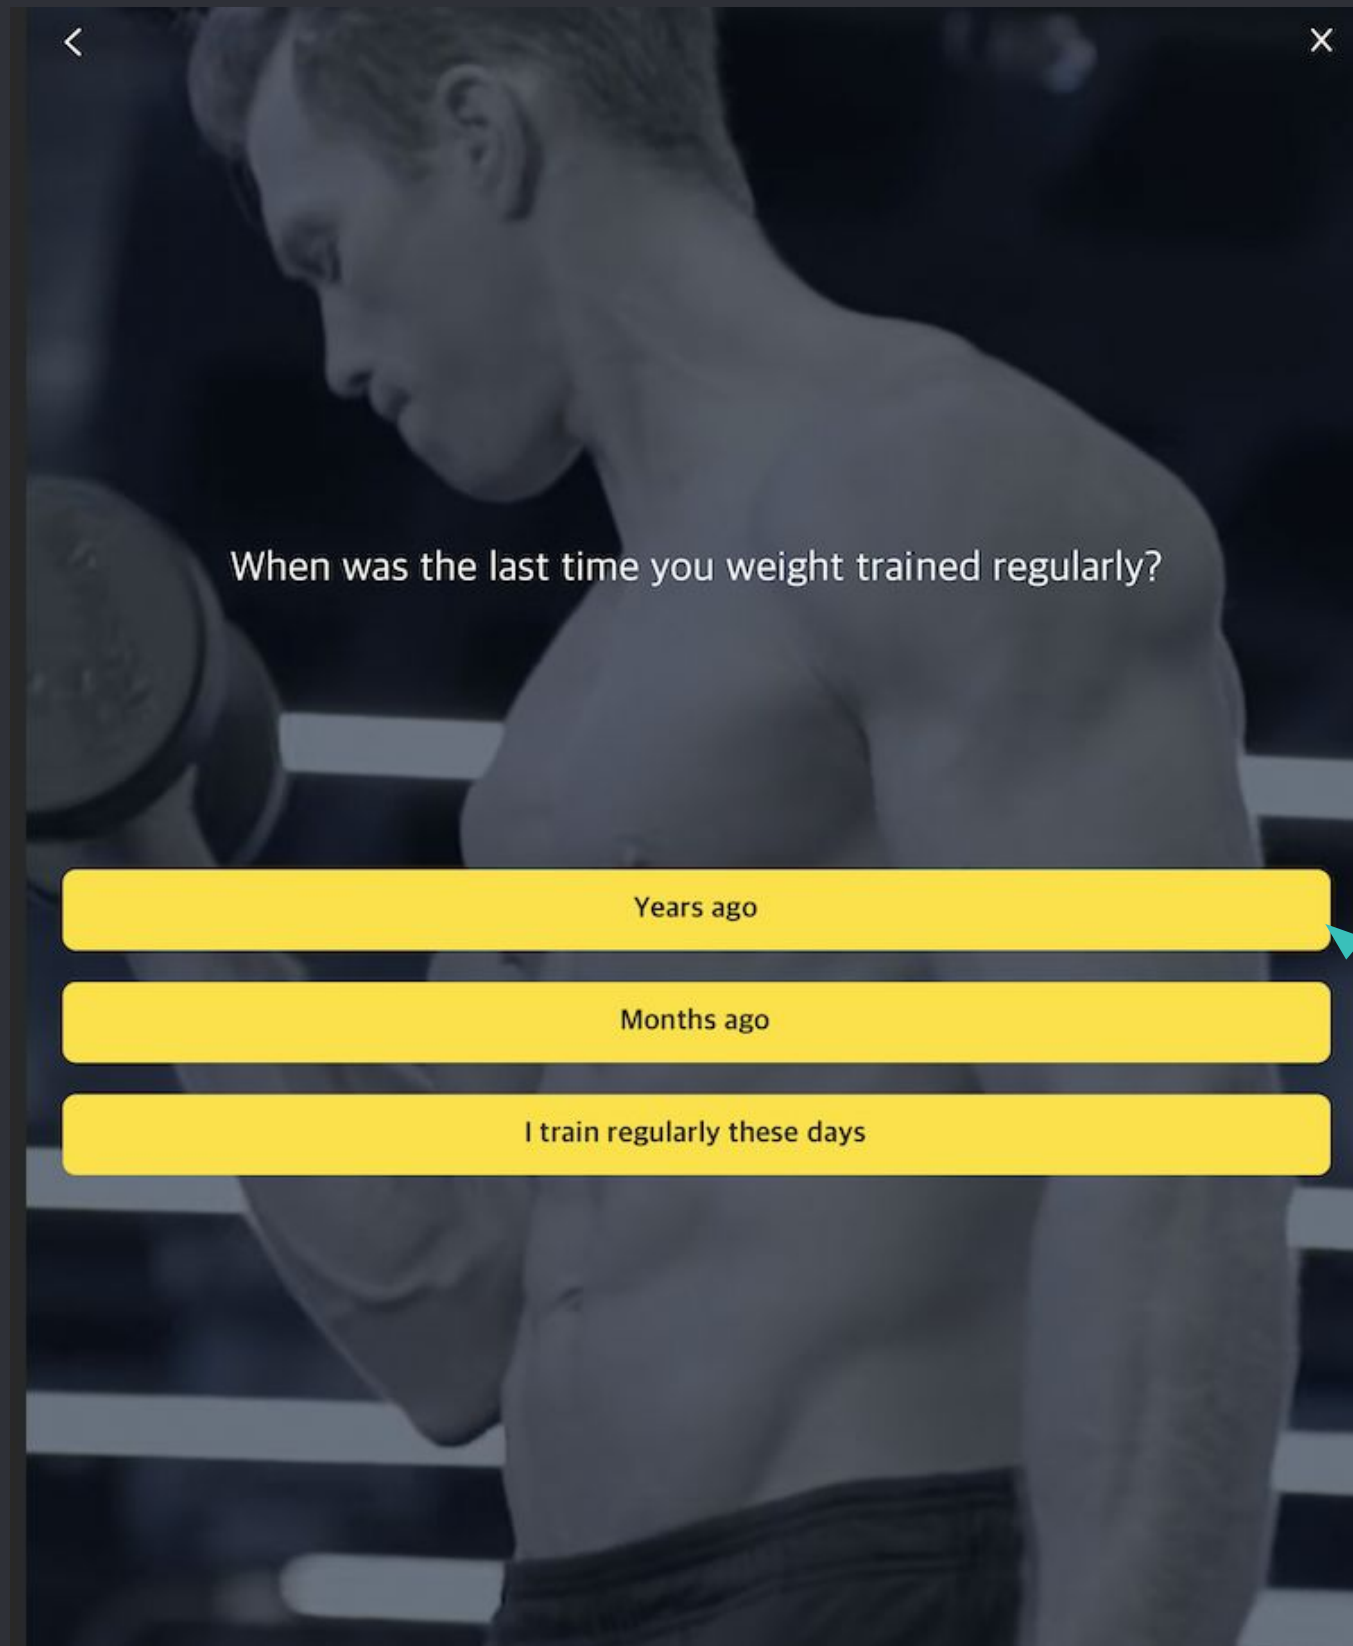 When was the last time you weight trained regularly?
Years ago
Months ago
I train regularly these days